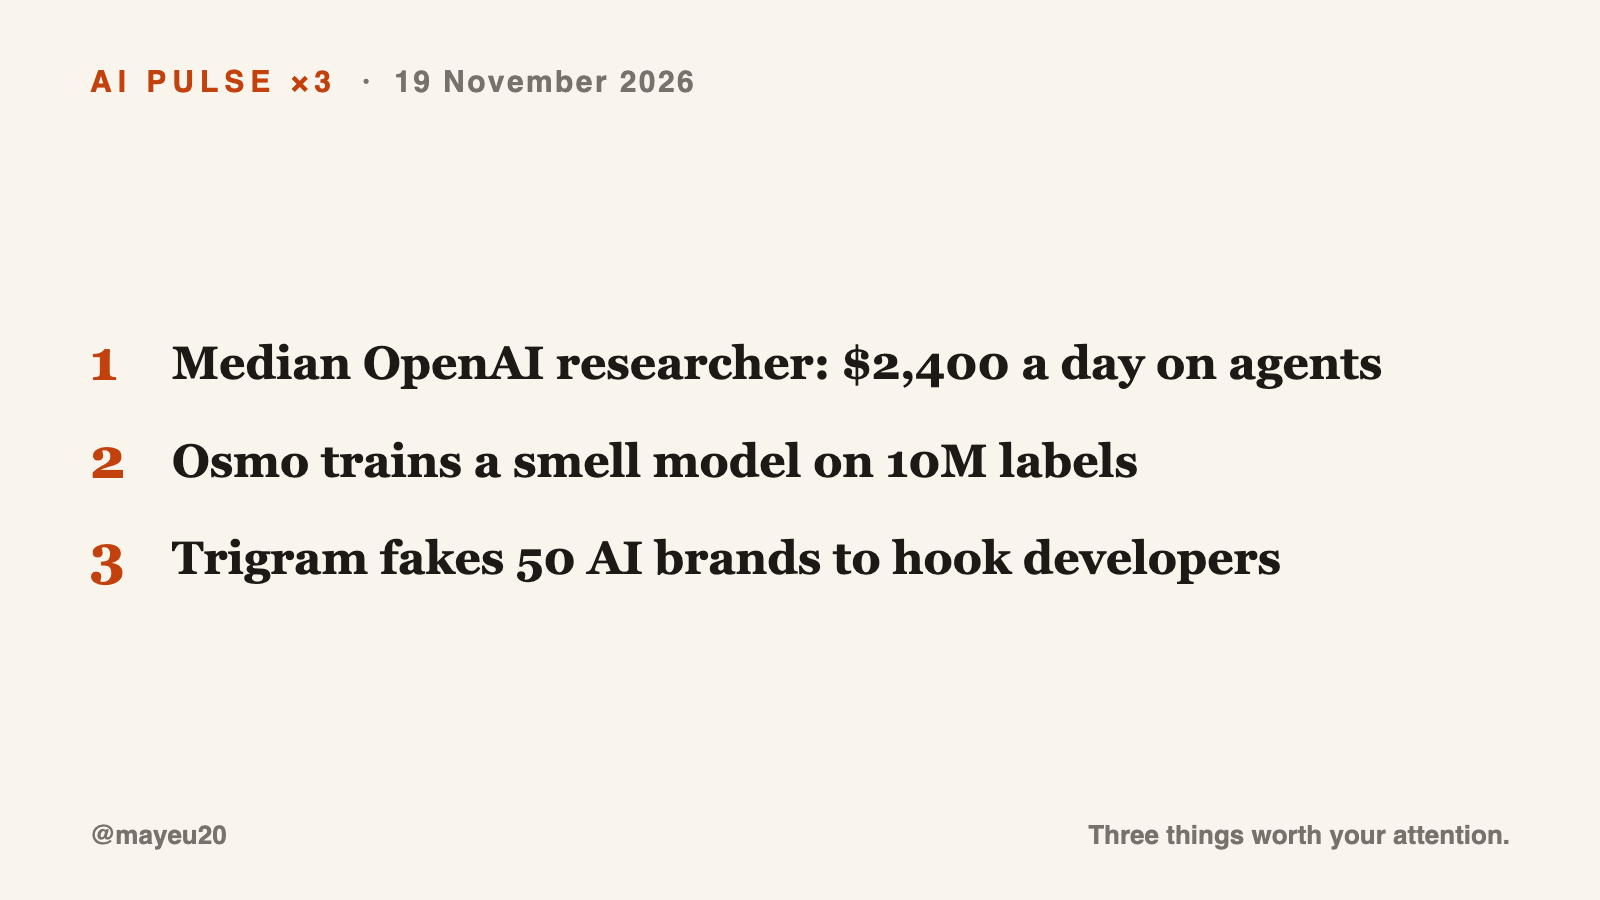 AI PULSE ×3 · 19 November 2026
1 Median OpenAI researcher: $2,400 a day on agents
2 Osmo trains a smell model on 10M labels
3 Trigram fakes 50 AI brands to hook developers
@mayeu20
Three things worth your attention.